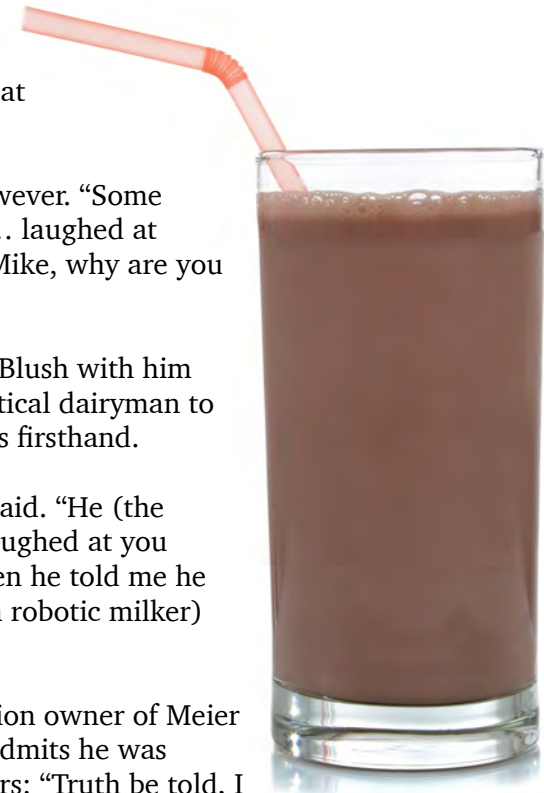 at
wever. “Some
.. laughed at
Mike, why are you
Blush with him
tical dairyman to
s firsthand.
aid. “He (the
ughed at you
en he told me he
n robotic milker)
ion owner of Meier
dmits he was
rs: “Truth be told, I